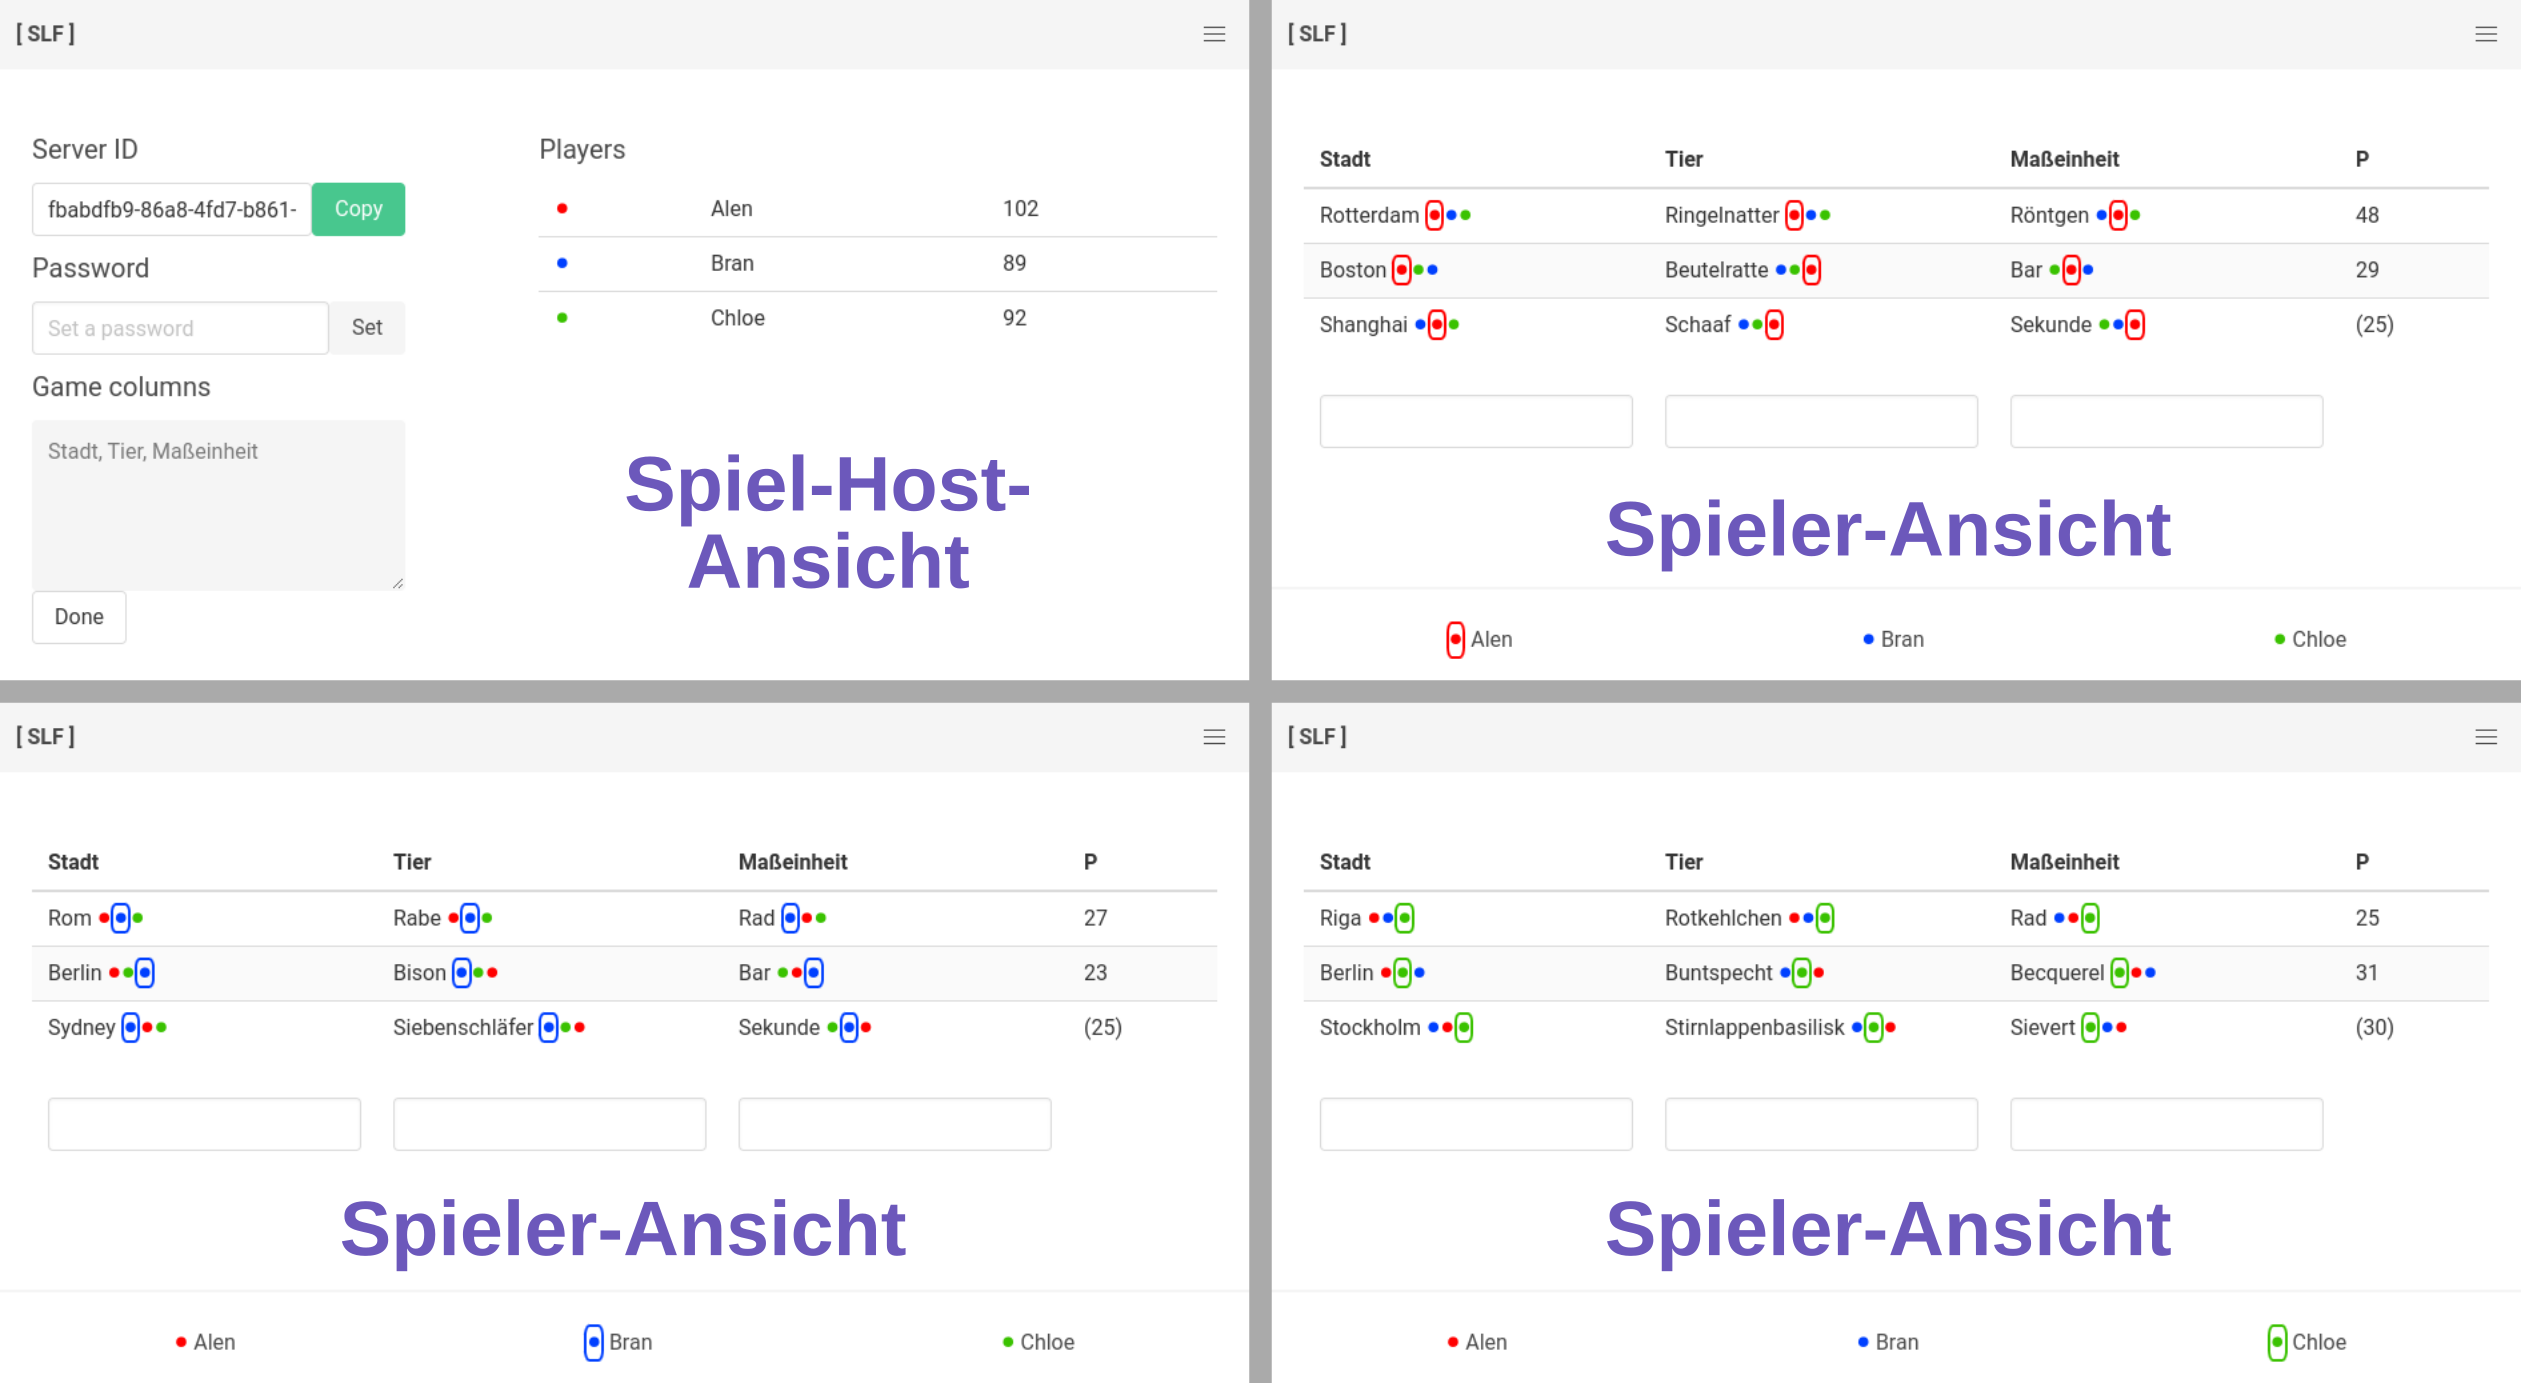 [ SLF ]
Server ID
fbabdfb9-86a8-4fd7-b861-
Copy
Password
Set a password
Set
Game columns
Stadt, Tier, Maßeinheit
Done
Players
Alen 102
Bran 89
Chloe 92
Spiel-Host-
Ansicht
[ SLF ]
Stadt Tier Maßeinheit P
Rotterdam Ringelnatter Röntgen 48
Boston Beutelratte Bar 29
Shanghai Schaaf Sekunde (25)
Spieler-Ansicht
Alen Bran Chloe
[ SLF ]
Stadt Tier Maßeinheit P
Rom Rabe Rad 27
Berlin Bison Bar 23
Sydney Siebenschläfer Sekunde (25)
Spieler-Ansicht
Alen Bran Chloe
[ SLF ]
Stadt Tier Maßeinheit P
Riga Rotkehlchen Rad 25
Berlin Buntspecht Becquerel 31
Stockholm Stirnlappenbasilisk Sievert (30)
Spieler-Ansicht
Alen Bran Chloe